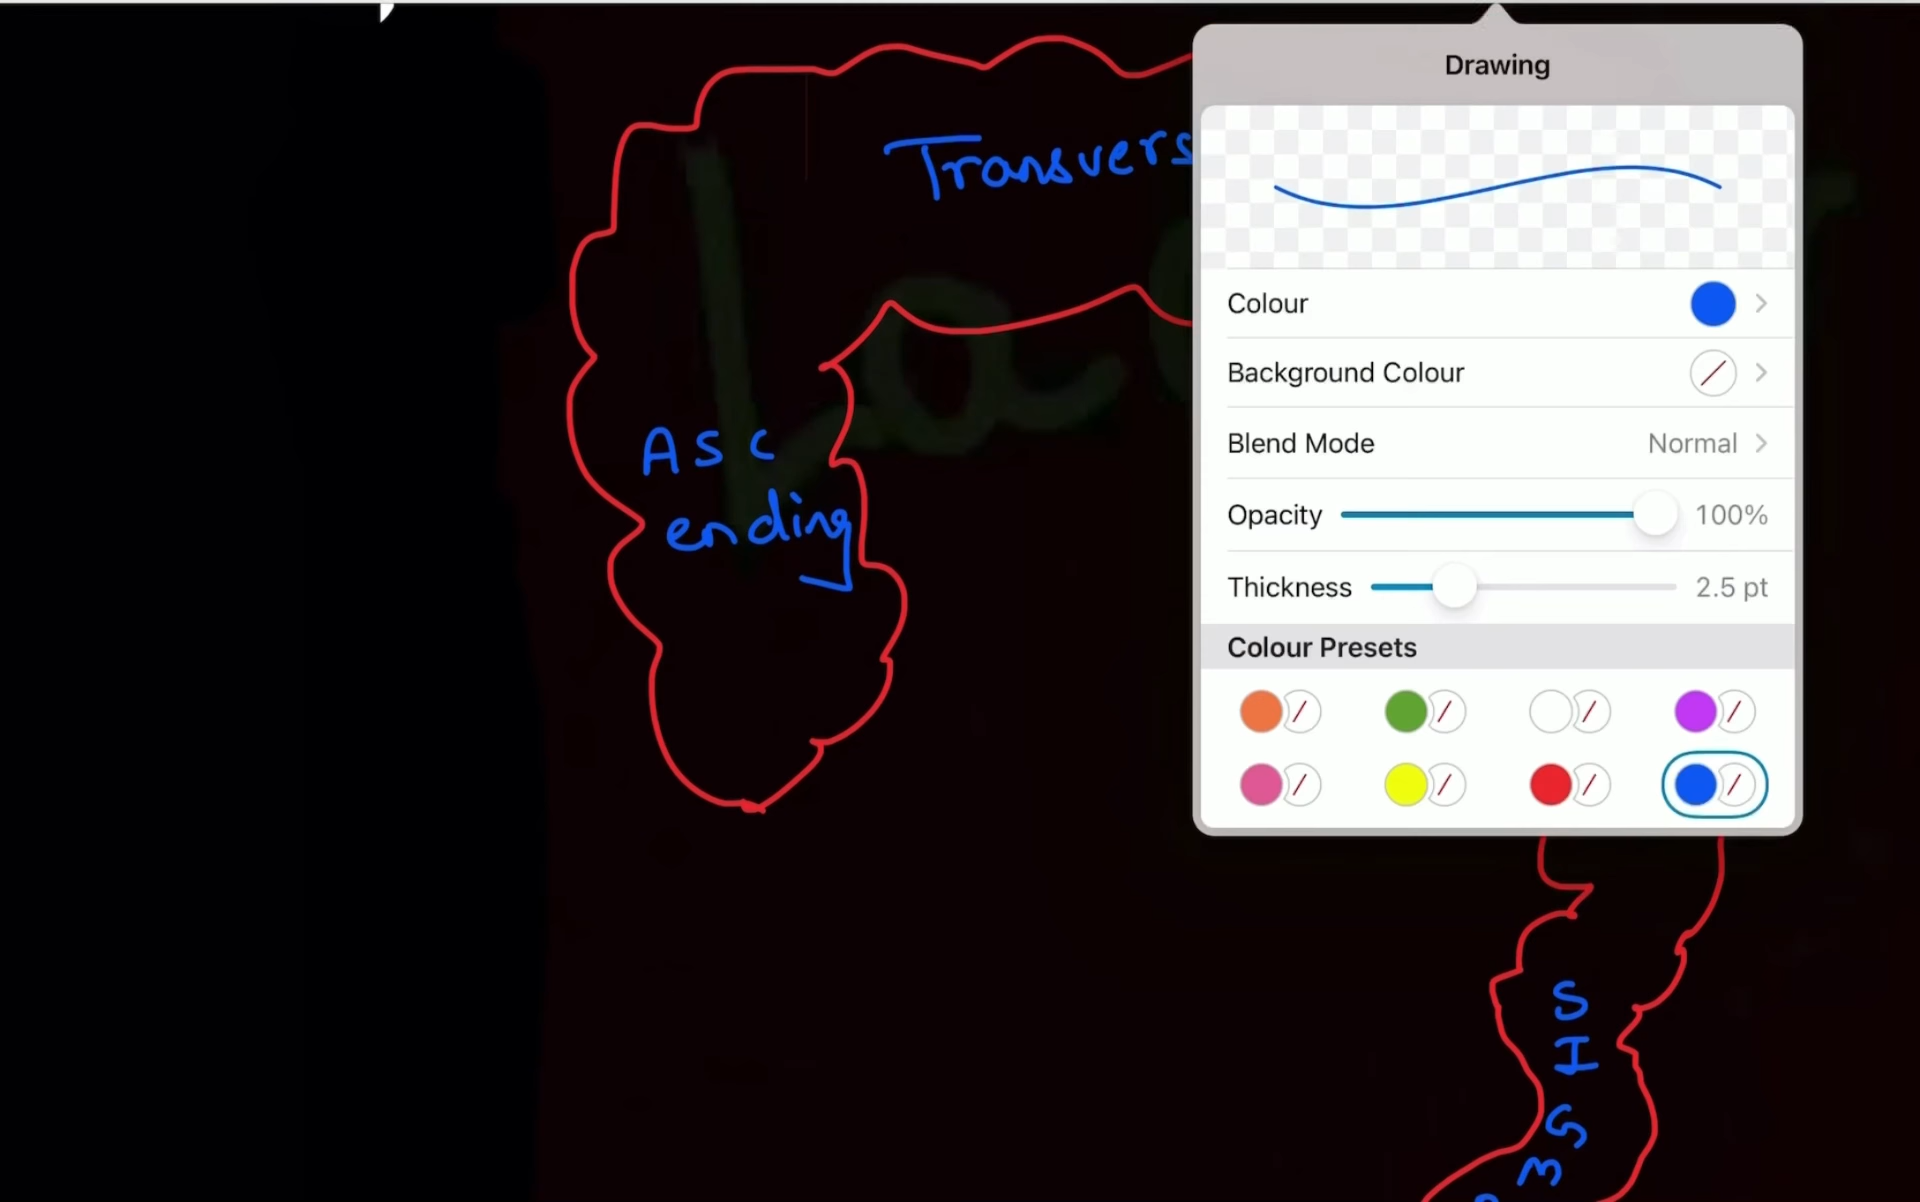 Drawing
Transvers
Colour
Background Colour
Blend Mode Normal
Asc
ending
Opacity 100%
Thickness 2.5 pt
Colour Presets
S
I
G